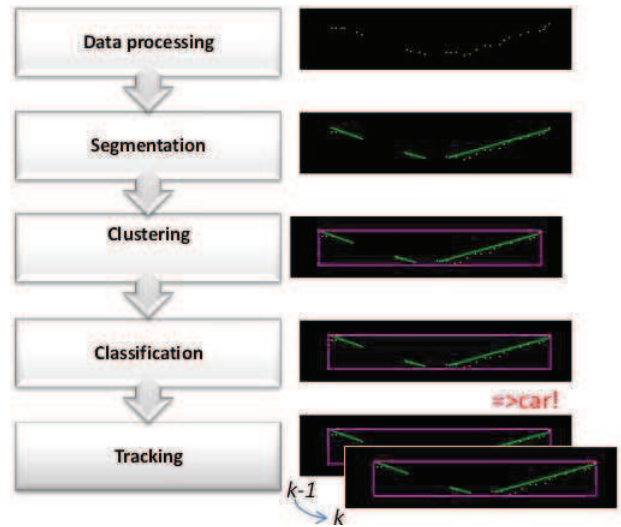 Data processing
Segmentation
Clustering
Classification
=>car!
Tracking
k-1
k